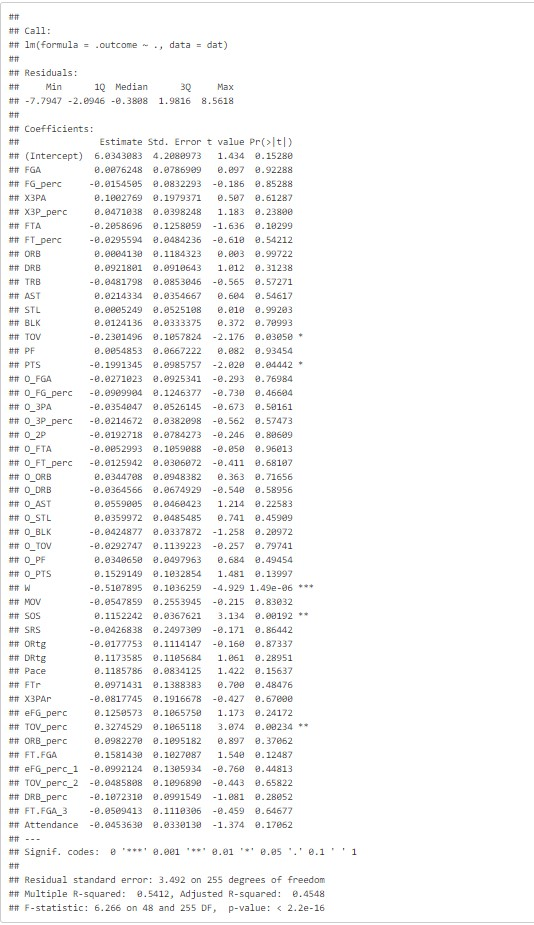 ##
## Call:
## lm(formula = .outcome ~ ., data = dat)
##
## Residuals:
##     Min      1Q  Median      3Q     Max
## -7.7947 -2.0946 -0.3808  1.9816  8.5618
##
## Coefficients:
##               Estimate Std. Error t value Pr(>|t|)
## (Intercept)  6.0343083  4.2080973   1.434  0.15280
## FGA          0.0076248  0.0786909   0.097  0.92288
## FG_perc     -0.0154505  0.0832293  -0.186  0.85288
## X3PA         0.1002769  0.1979371   0.507  0.61287
## X3P_perc     0.0471038  0.0398248   1.183  0.23800
## FTA         -0.2058696  0.1258059  -1.636  0.10299
## FT_perc     -0.0295594  0.0484236  -0.610  0.54212
## ORB          0.0004130  0.1184323   0.003  0.99722
## DRB          0.0921801  0.0910643   1.012  0.31238
## TRB         -0.0481798  0.0853046  -0.565  0.57271
## AST          0.0214334  0.0354667   0.604  0.54617
## STL          0.0005249  0.0525108   0.010  0.99203
## BLK          0.0124136  0.0333375   0.372  0.70993
## TOV         -0.2301496  0.1057824  -2.176  0.03050 *
## PF           0.0054853  0.0667222   0.082  0.93454
## PTS         -0.1991345  0.0985757  -2.020  0.04442 *
## O_FGA       -0.0271023  0.0925341  -0.293  0.76984
## O_FG_perc   -0.0909904  0.1246377  -0.730  0.46604
## O_3PA       -0.0354047  0.0526145  -0.673  0.50161
## O_3P_perc   -0.0214672  0.0382098  -0.562  0.57473
## O_2P        -0.0192718  0.0784273  -0.246  0.80609
## O_FTA       -0.0052993  0.1059088  -0.050  0.96013
## O_FT_perc   -0.0125942  0.0306072  -0.411  0.68107
## O_ORB        0.0344708  0.0948382   0.363  0.71656
## O_DRB       -0.0364566  0.0674929  -0.540  0.58956
## O_AST        0.0559005  0.0460423   1.214  0.22583
## O_STL        0.0359972  0.0485485   0.741  0.45909
## O_BLK       -0.0424877  0.0337872  -1.258  0.20972
## O_TOV       -0.0292747  0.1139223  -0.257  0.79741
## O_PF         0.0340650  0.0497963   0.684  0.49454
## O_PTS        0.1529149  0.1032854   1.481  0.13997
## W           -0.5107895  0.1036259  -4.929 1.49e-06 ***
## MOV         -0.0547859  0.2553945  -0.215  0.83032
## SOS          0.1152242  0.0367621   3.134  0.00192 **
## SRS         -0.0426838  0.2497309  -0.171  0.86442
## ORtg        -0.0177753  0.1114147  -0.160  0.87337
## DRtg         0.1173585  0.1105684   1.061  0.28951
## Pace         0.1185786  0.0834125   1.422  0.15637
## FTr          0.0971431  0.1388383   0.700  0.48476
## X3PAr       -0.0817745  0.1916678  -0.427  0.67000
## eFG_perc     0.1250573  0.1065750   1.173  0.24172
## TOV_perc     0.3274529  0.1065118   3.074  0.00234 **
## ORB_perc     0.0982270  0.1095182   0.897  0.37062
## FT.FGA       0.1581430  0.1027087   1.540  0.12487
## eFG_perc_1  -0.0992124  0.1305934  -0.760  0.44813
## TOV_perc_2  -0.0485808  0.1096890  -0.443  0.65822
## DRB_perc    -0.1072310  0.0991549  -1.081  0.28052
## FT.FGA_3    -0.0509413  0.1110306  -0.459  0.64677
## Attendance  -0.0453630  0.0330130  -1.374  0.17062
## ---
## Signif. codes:  0 '***' 0.001 '**' 0.01 '*' 0.05 '.' 0.1 ' ' 1
##
## Residual standard error: 3.492 on 255 degrees of freedom
## Multiple R-squared:  0.5412, Adjusted R-squared:  0.4548
## F-statistic: 6.266 on 48 and 255 DF,  p-value: < 2.2e-16